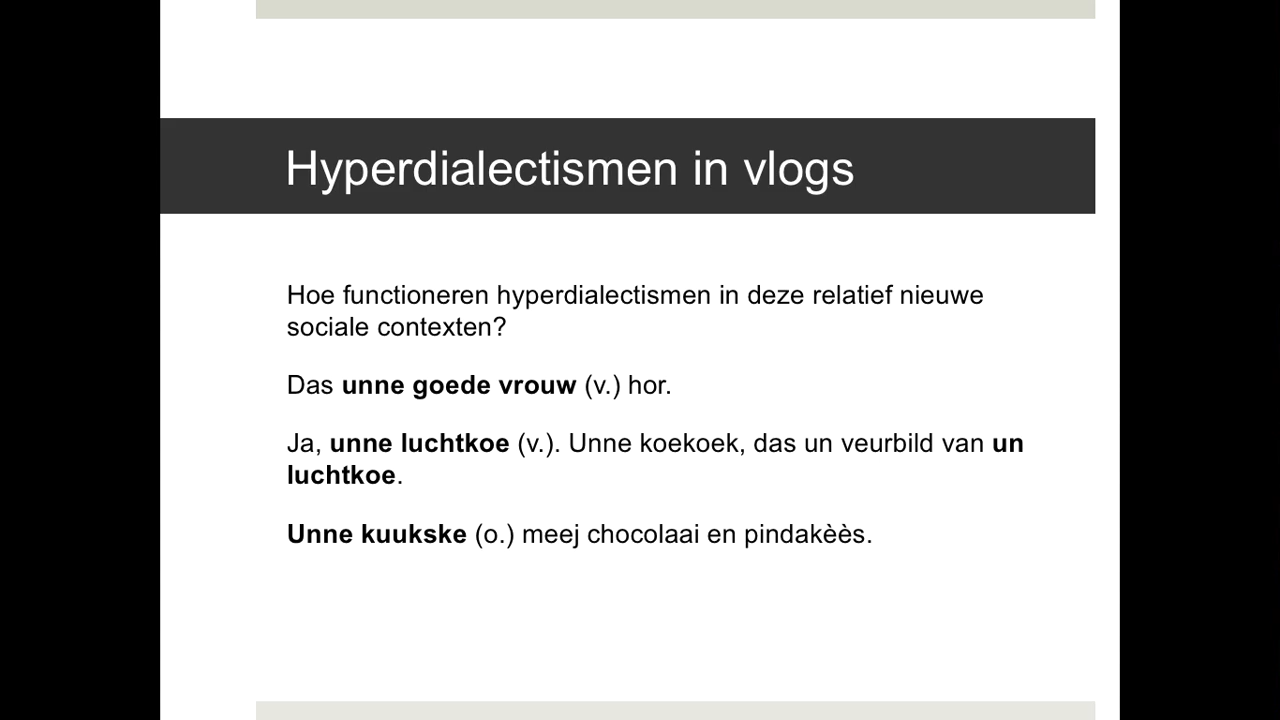 Hyperdialectismen in vlogs
Hoe functioneren hyperdialectismen in deze relatief nieuwe
sociale contexten?
Das unne goede vrouw (v.) hor.
Ja, unne luchtkoe (v.). Unne koekoek, das un veurbild van un
luchtkoe.
Unne kuukske (o.) meej chocolaai en pindakèès.